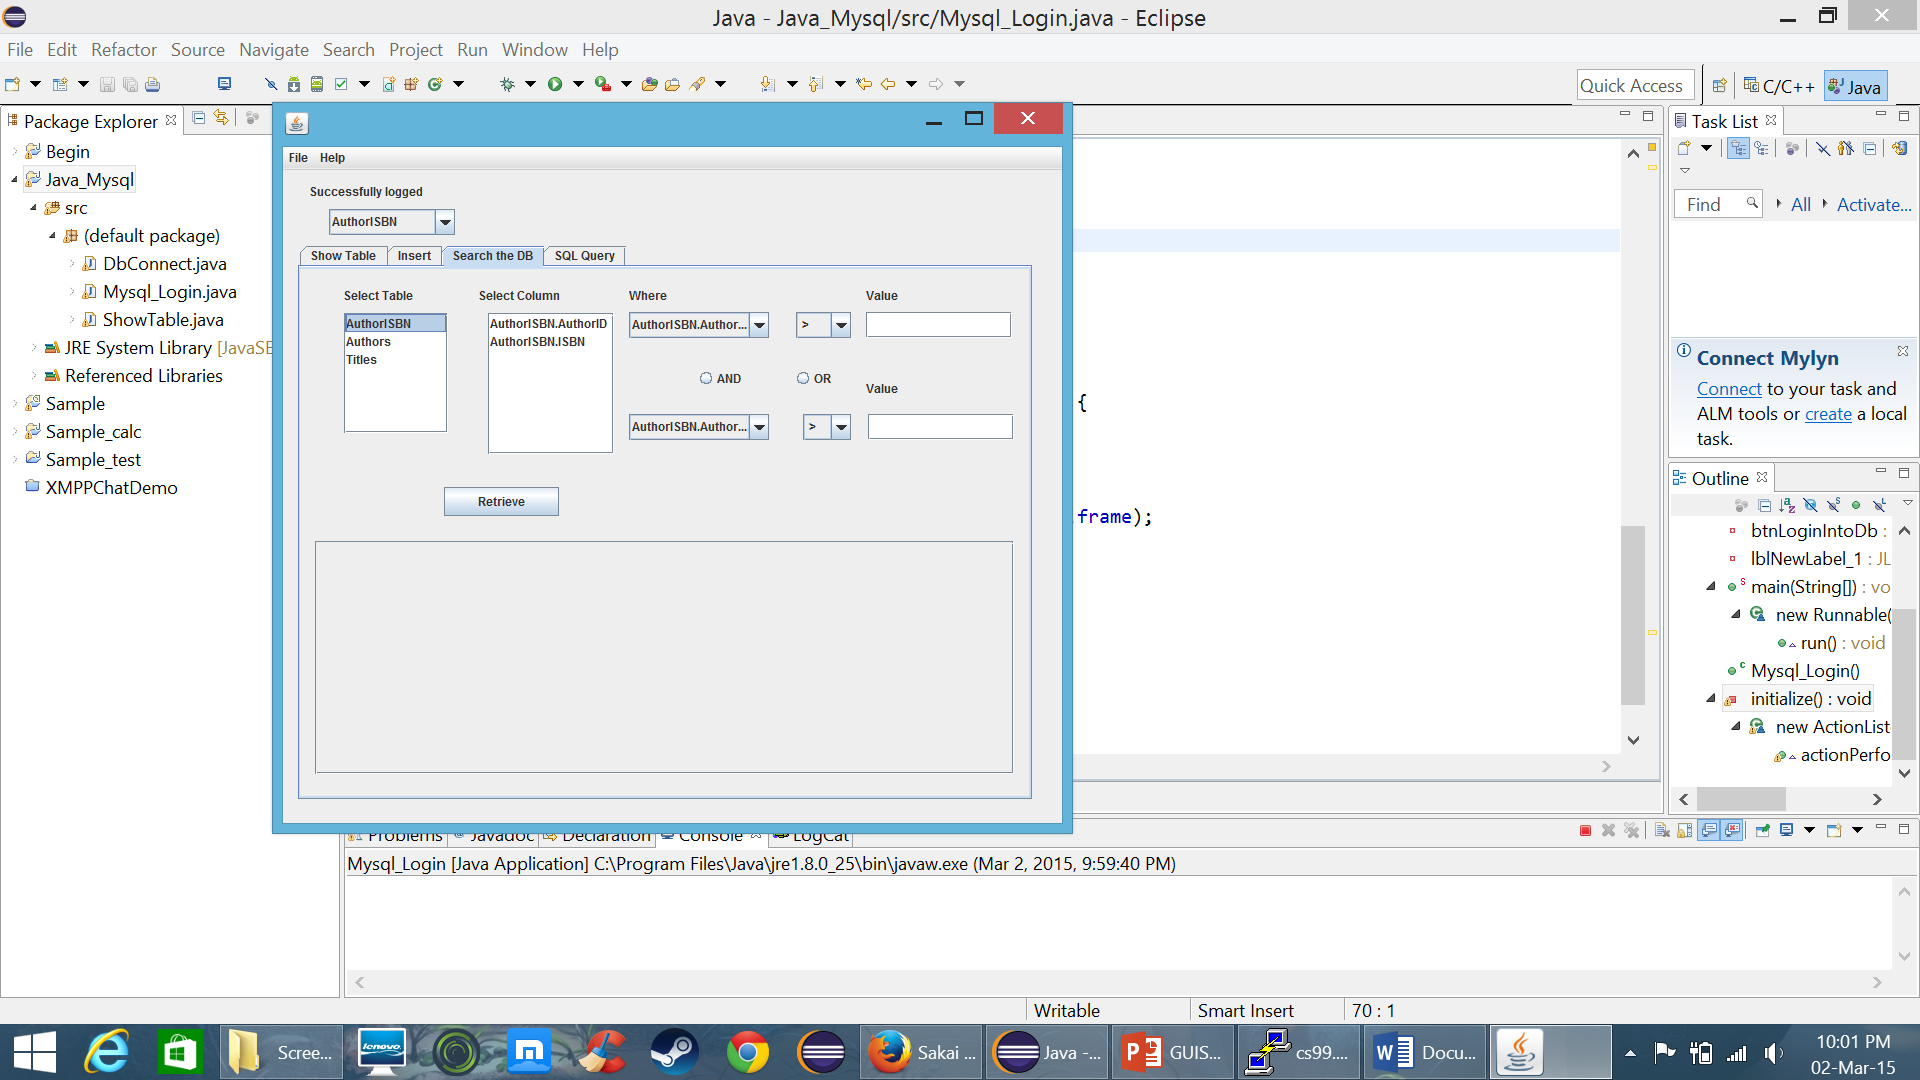 Java - Java_Mysql/src/Mysql_Login.java - Eclipse
File Edit Refactor Source Navigate Search Project Run Window Help
Quick Access
C/C++
Java
Package Explorer
Begin
Java_Mysql
src
(default package)
DbConnect.java
Mysql_Login.java
ShowTable.java
JRE System Library [JavaSE
Referenced Libraries
Sample
Sample_calc
Sample_test
XMPPChatDemo
File Help
Successfully logged
AuthorISBN
Show Table Insert Search the DB SQL Query
Select Table Select Column Where Value
AuthorISBN
Authors
Titles
AuthorISBN.AuthorID
AuthorISBN.ISBN
AuthorISBN.Author... >
AND OR Value
AuthorISBN.Author... >
Retrieve
{
.frame);
Task List
Find All Activate...
Connect Mylyn
Connect to your task and
ALM tools or create a local
task.
Outline
btnLoginIntoDb :
lblNewLabel_1 : JL
main(String[]) : vo
new Runnable(
run() : void
Mysql_Login()
initialize() : void
new ActionList
actionPerfo
Problems Javadoc Declaration Console LogCat
Mysql_Login [Java Application] C:\Program Files\Java\jre1.8.0_25\bin\javaw.exe (Mar 2, 2015, 9:59:40 PM)
Writable Smart Insert 70 : 1
Scree...
lenovo
Sakai ...
Java -...
GUIS...
cs99....
Docu...
10:01 PM
02-Mar-15